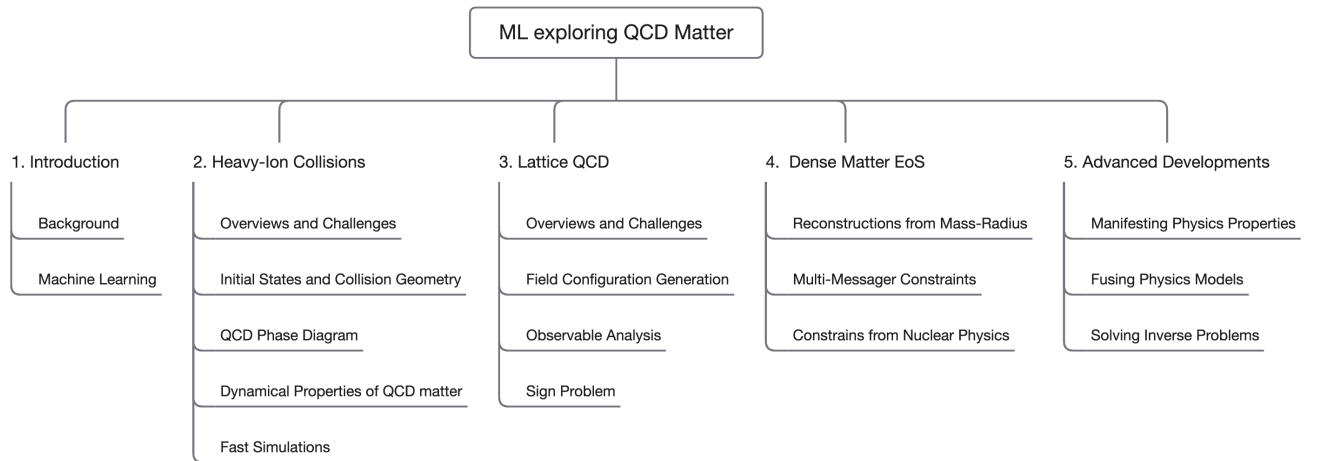 ML exploring QCD Matter
1. Introduction
Background
Machine Learning
2. Heavy-Ion Collisions
Overviews and Challenges
Initial States and Collision Geometry
QCD Phase Diagram
Dynamical Properties of QCD matter
Fast Simulations
3. Lattice QCD
Overviews and Challenges
Field Configuration Generation
Observable Analysis
Sign Problem
4. Dense Matter EoS
Reconstructions from Mass-Radius
Multi-Messager Constraints
Constrains from Nuclear Physics
5. Advanced Developments
Manifesting Physics Properties
Fusing Physics Models
Solving Inverse Problems